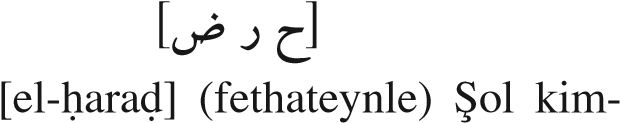 [ح ر ض]
[el-ḥaraḍ] (fethateynle) Şol kim-